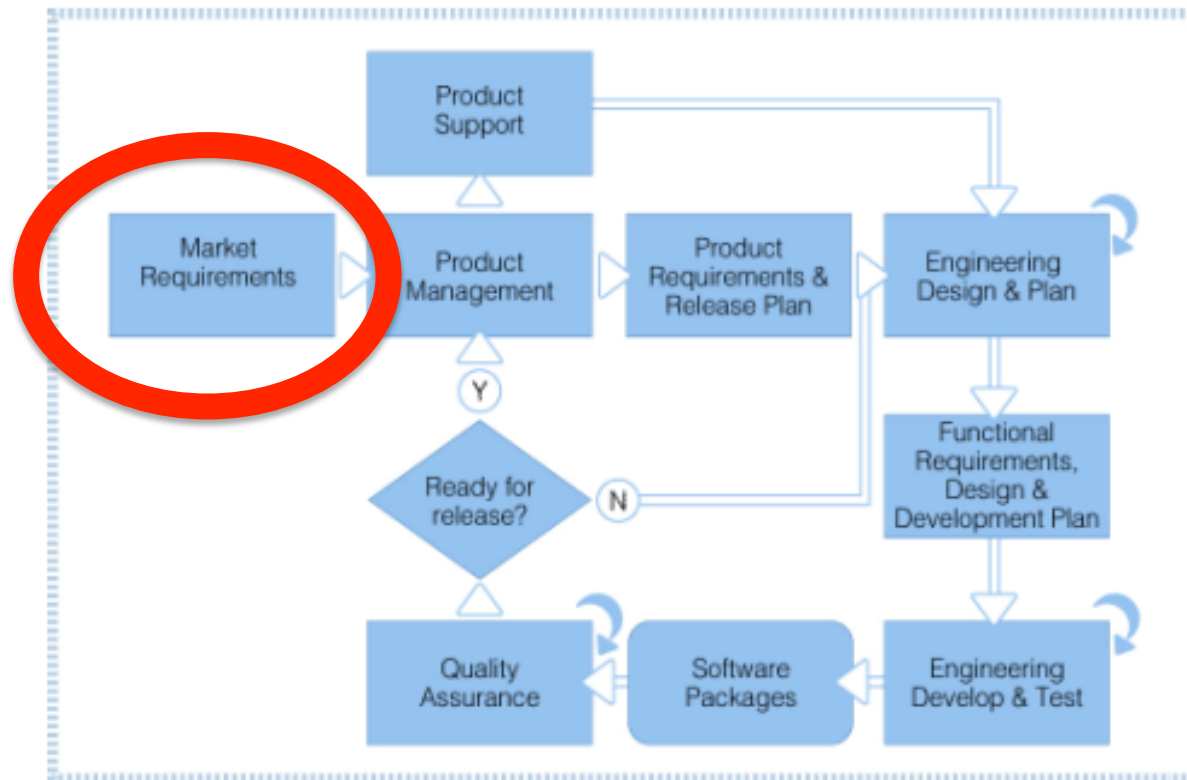 Product
Support
Market
Requirements
Product
Management
Product
Requirements &
Release Plan
Engineering
Design & Plan
Y
Functional
Requirements,
Design &
Development Plan
Ready for
release?
N
Quality
Assurance
Software
Packages
Engineering
Develop & Test